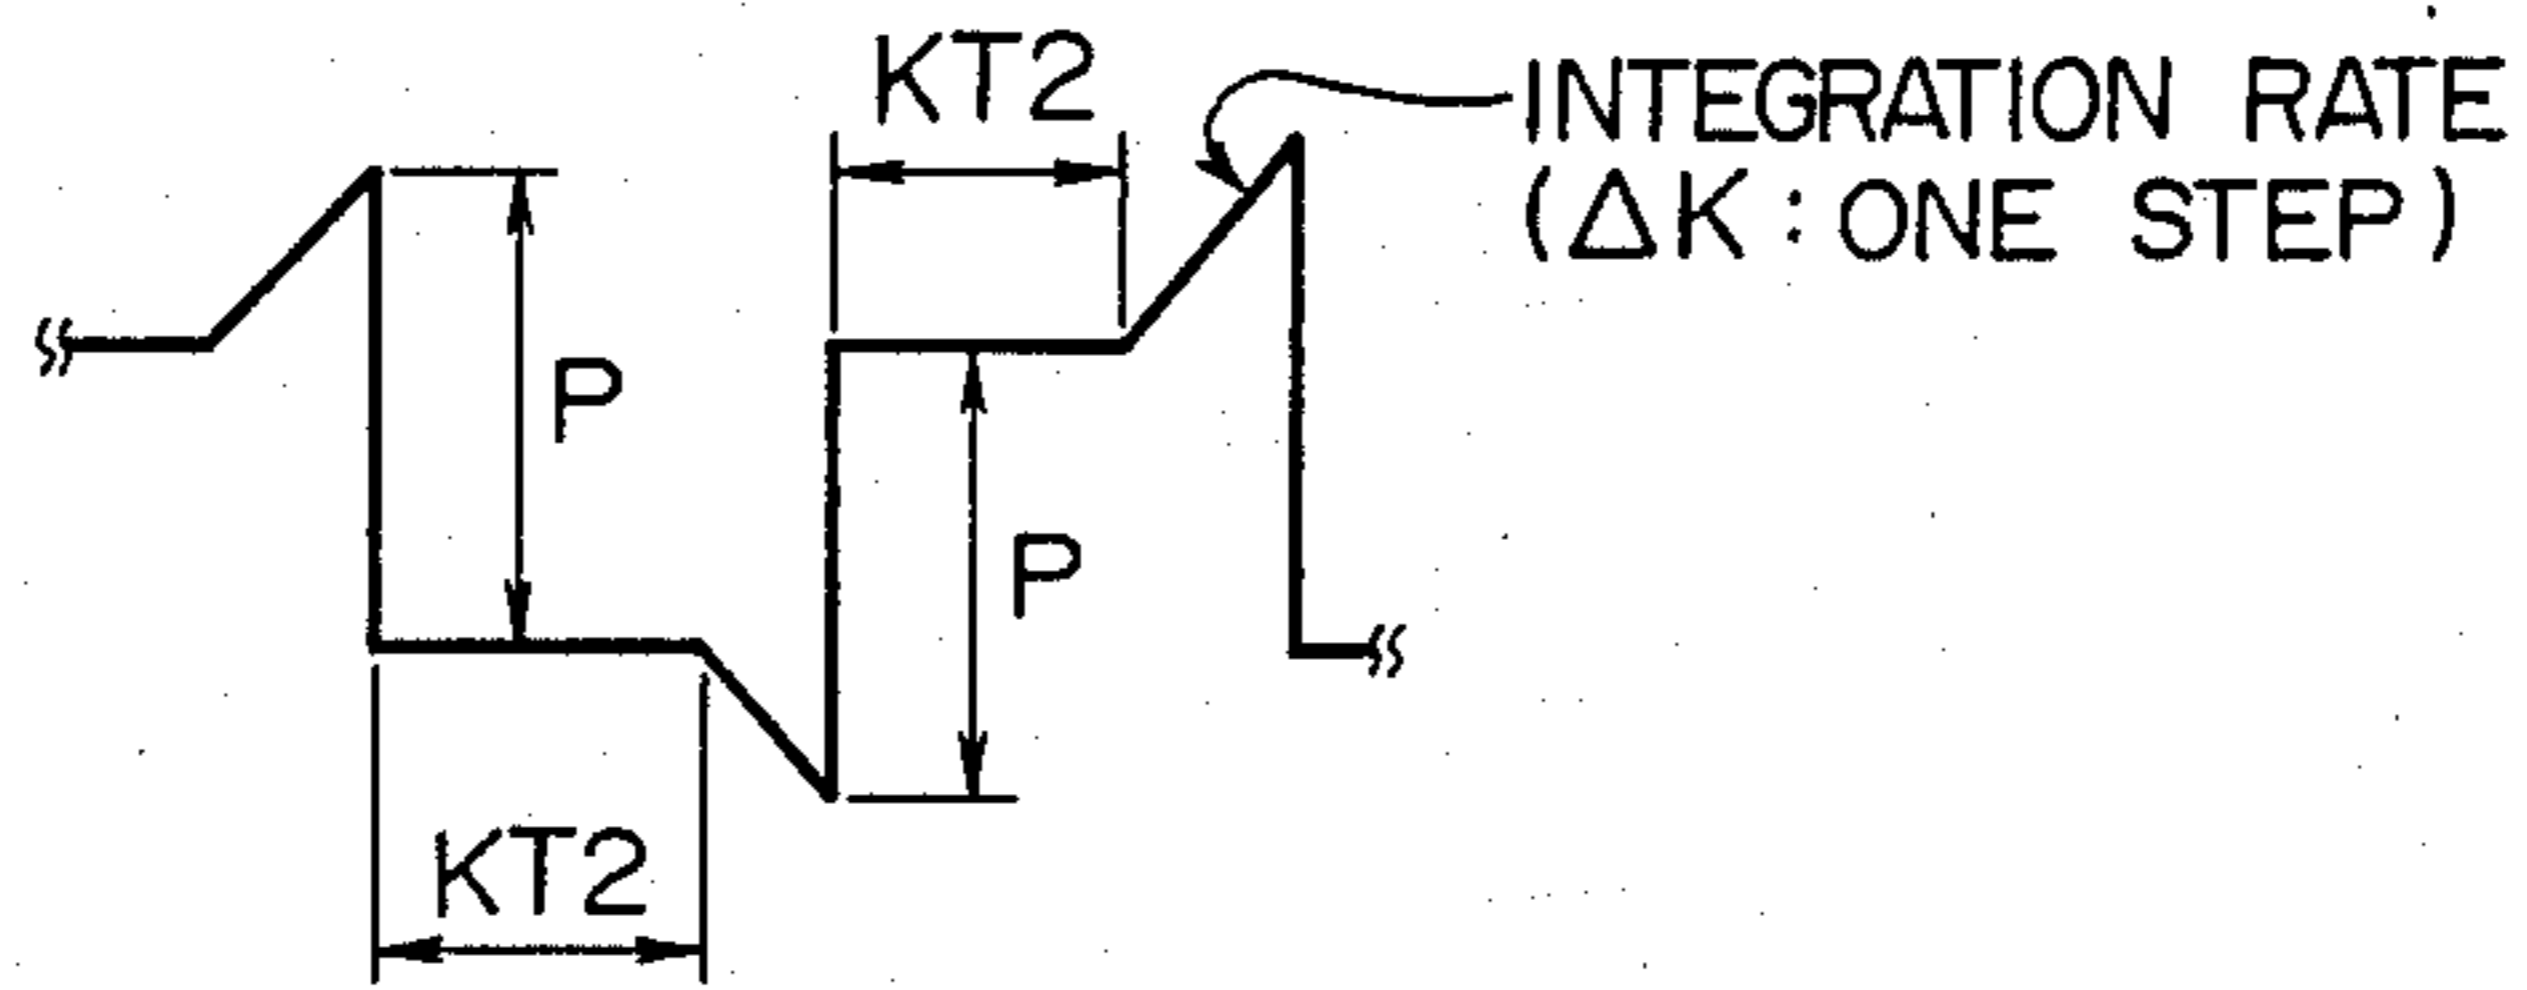 KT2
INTEGRATION RATE
(ΔK: ONE STEP)
P
P
KT2